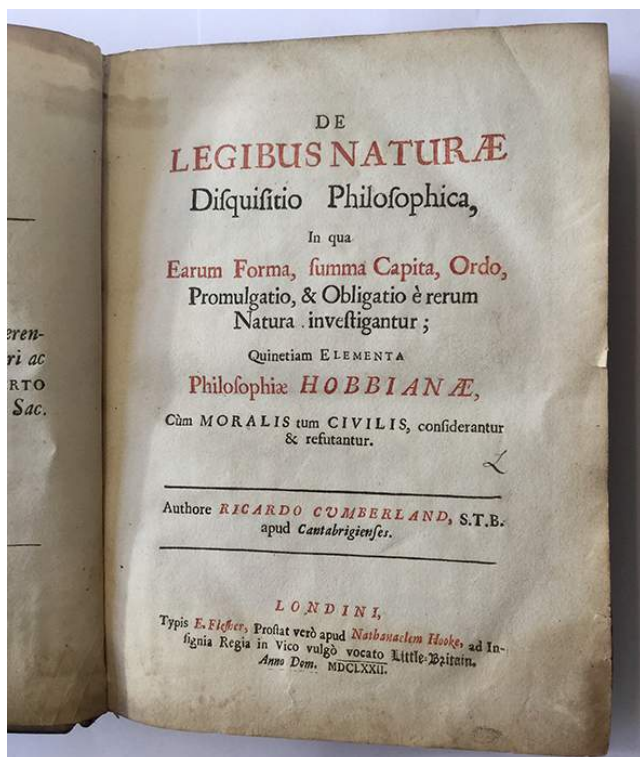 eren-
ri ac
RTO
Sac.
DE
LEGIBUS NATURÆ
Diſquiſitio Philoſophica,
In qua
Earum Forma, ſumma Capita, Ordo,
Promulgatio, & Obligatio è rerum
Natura inveſtigantur ;
Quinetiam ELEMENTA
Philoſophiæ HOBBIANÆ,
Cùm MORALIS tum CIVILIS, conſiderantur
& refutantur.
Authore RICARDO CUMBERLAND, S.T.B.
apud Cantabrigienſes.
LONDINI,
Typis E. Fleſher, Proſtat verò apud Nathanaelem Hooke, ad In-
ſignia Regia in Vico vulgò vocato Little-Britain.
Anno Dom. MDCLXXII.